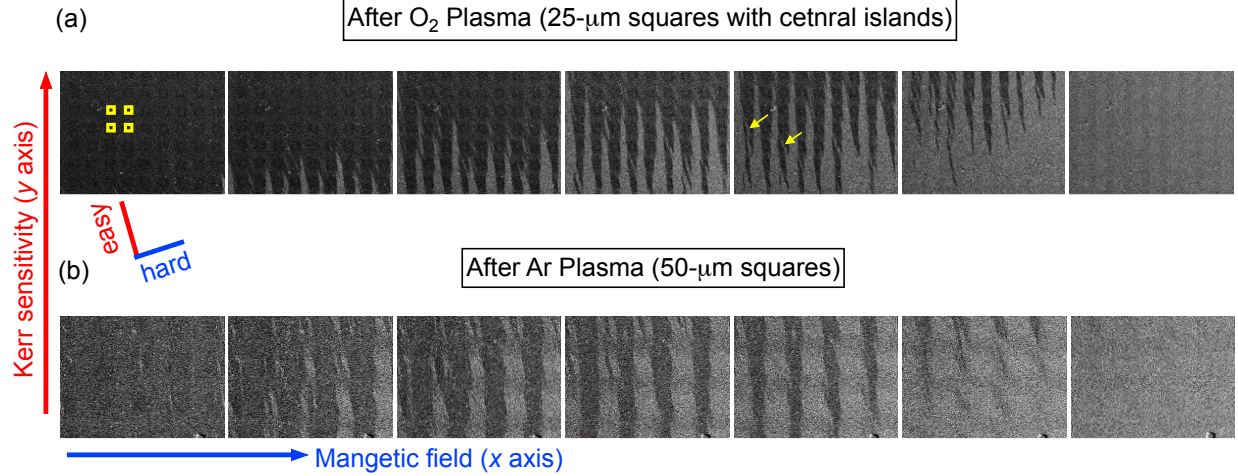 (a)
After O2 Plasma (25-μm squares with cetnral islands)
Kerr sensitivity (y axis)
easy
hard
(b)
After Ar Plasma (50-μm squares)
Mangetic field (x axis)